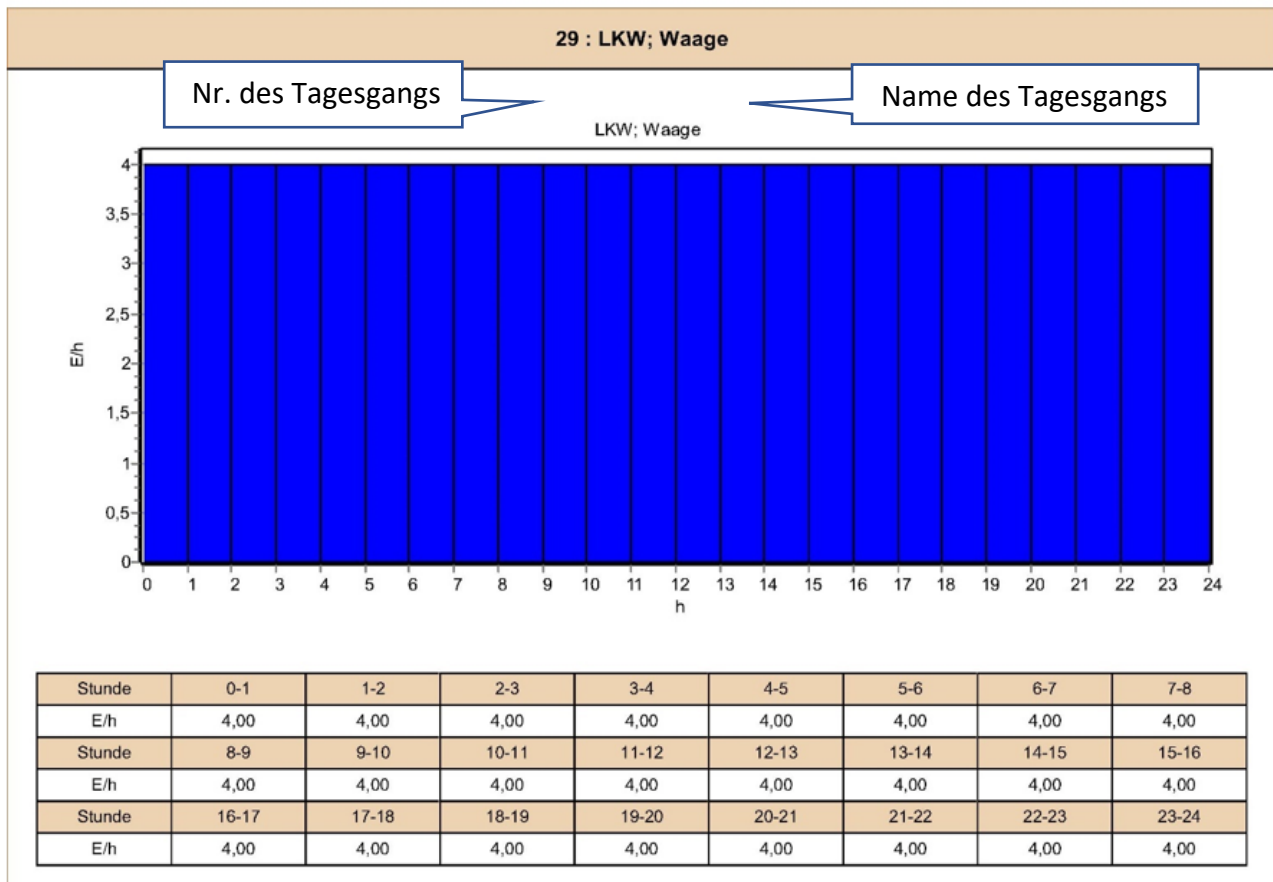 29 : LKW; Waage
Nr. des Tagesgangs
Name des Tagesgangs
LKW; Waage
4
3,5
3
2,5
2
1,5
1
0,5
0
E/h
0 1 2 3 4 5 6 7 8 9 10 11 12 13 14 15 16 17 18 19 20 21 22 23 24
h
Stunde 0-1 1-2 2-3 3-4 4-5 5-6 6-7 7-8
E/h 4,00 4,00 4,00 4,00 4,00 4,00 4,00 4,00
Stunde 8-9 9-10 10-11 11-12 12-13 13-14 14-15 15-16
E/h 4,00 4,00 4,00 4,00 4,00 4,00 4,00 4,00
Stunde 16-17 17-18 18-19 19-20 20-21 21-22 22-23 23-24
E/h 4,00 4,00 4,00 4,00 4,00 4,00 4,00 4,00